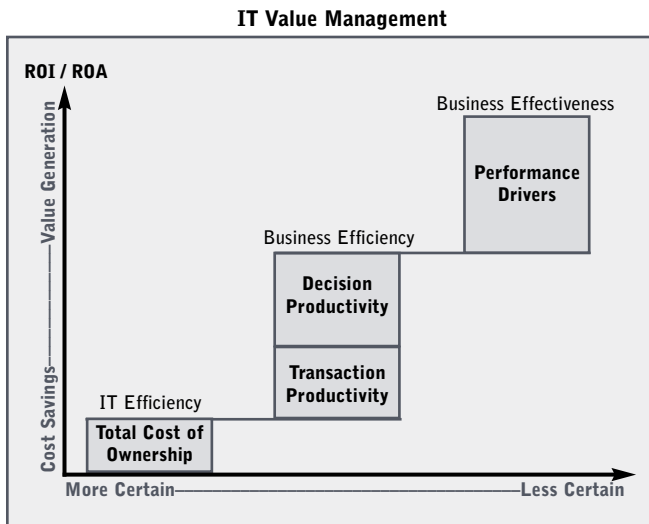 IT Value Management
ROI / ROA
Business Effectiveness
Performance
Drivers
Business Efficiency
Decision
Productivity
Transaction
Productivity
IT Efficiency
Total Cost of
Ownership
Cost Savings Value Generation
More Certain Less Certain